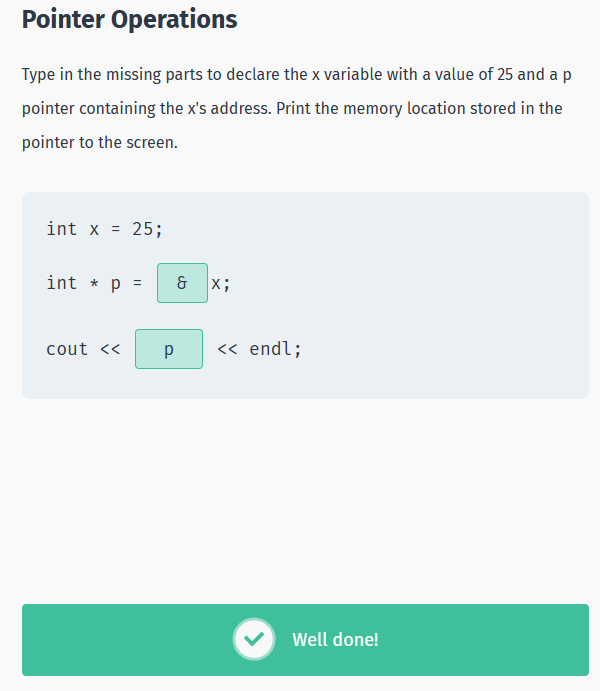 Pointer Operations
Type in the missing parts to declare the x variable with a value of 25 and a p
pointer containing the x's address. Print the memory location stored in the
pointer to the screen.
int x = 25;
int * p = & x;
cout << p << endl;
Well done!